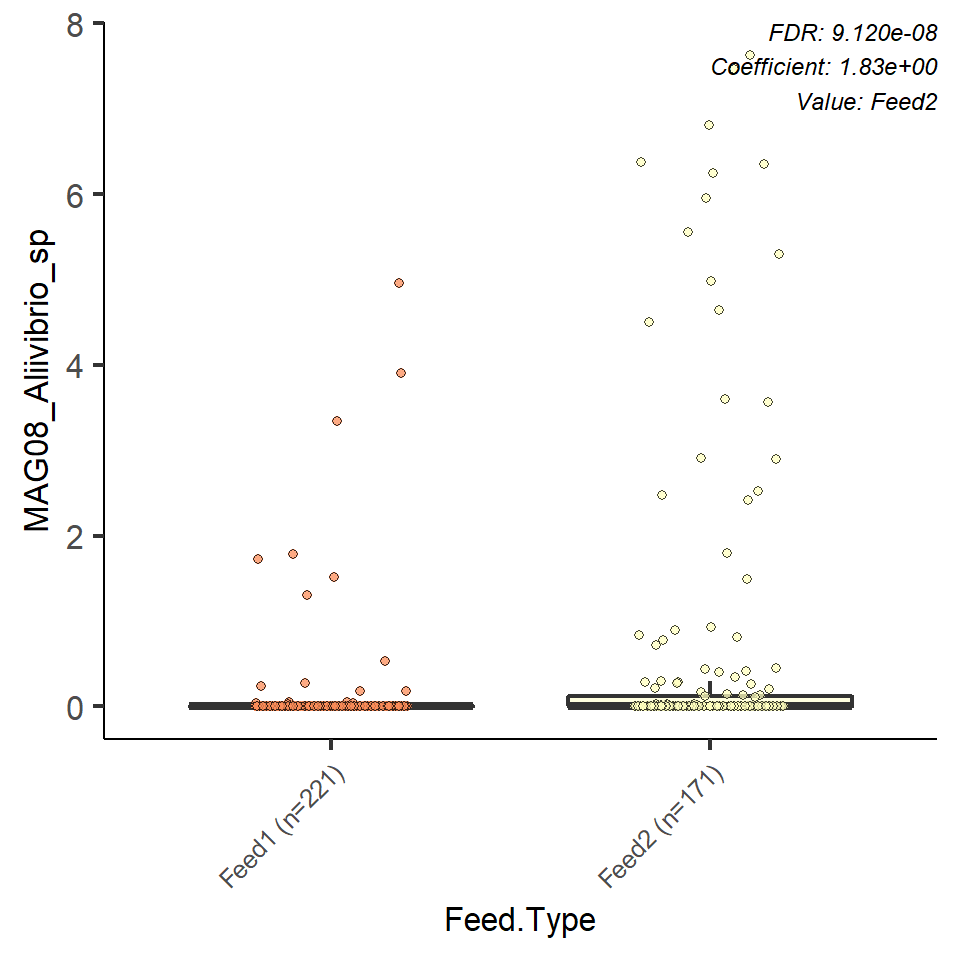 FDR: 9.120e-08
Coefficient: 1.83e+00
Value: Feed2
8
6
4
2
0
MAG08_Aliivibrio_sp
Feed1 (n=221)
Feed2 (n=171)
Feed.Type